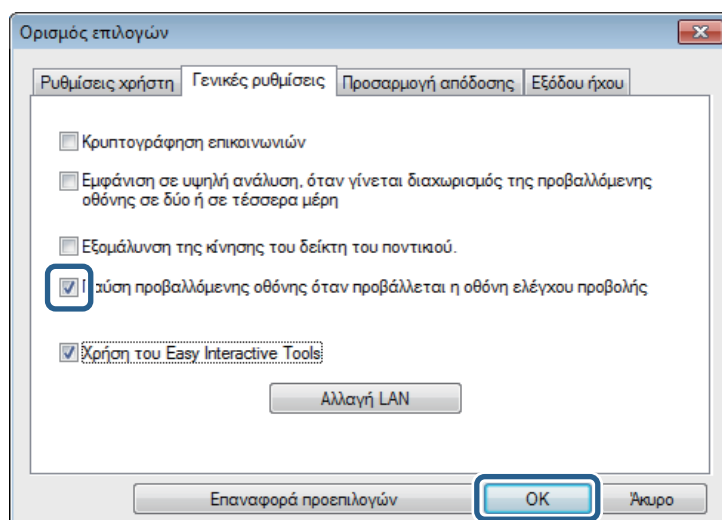 Ορισμός επιλογών
Ρυθμίσεις χρήστη Γενικές ρυθμίσεις Προσαρμογή απόδοσης Εξόδου ήχου
Κρυπτογράφηση επικοινωνιών
Εμφάνιση σε υψηλή ανάλυση, όταν γίνεται διαχωρισμός της προβαλλόμενης
οθόνης σε δύο ή σε τέσσερα μέρη
Εξομάλυνση της κίνησης του δείκτη του ποντικιού.
Παύση προβαλλόμενης οθόνης όταν προβάλλεται η οθόνη ελέγχου προβολής
Χρήση του Easy Interactive Tools
Αλλαγή LAN
Επαναφορά προεπιλογών OK Άκυρο